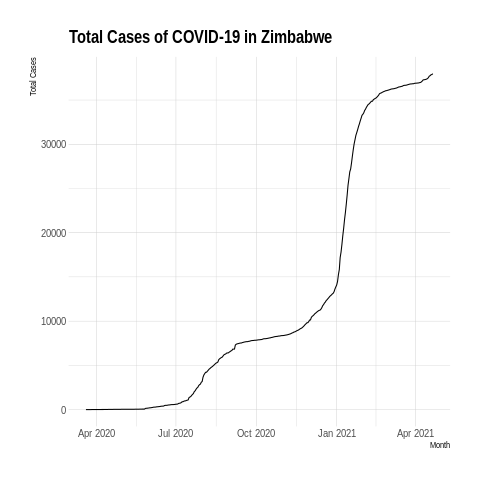 Total Cases of COVID-19 in Zimbabwe
Total Cases
30000
20000
10000
0
Apr 2020 Jul 2020 Oct 2020 Jan 2021 Apr 2021
Month